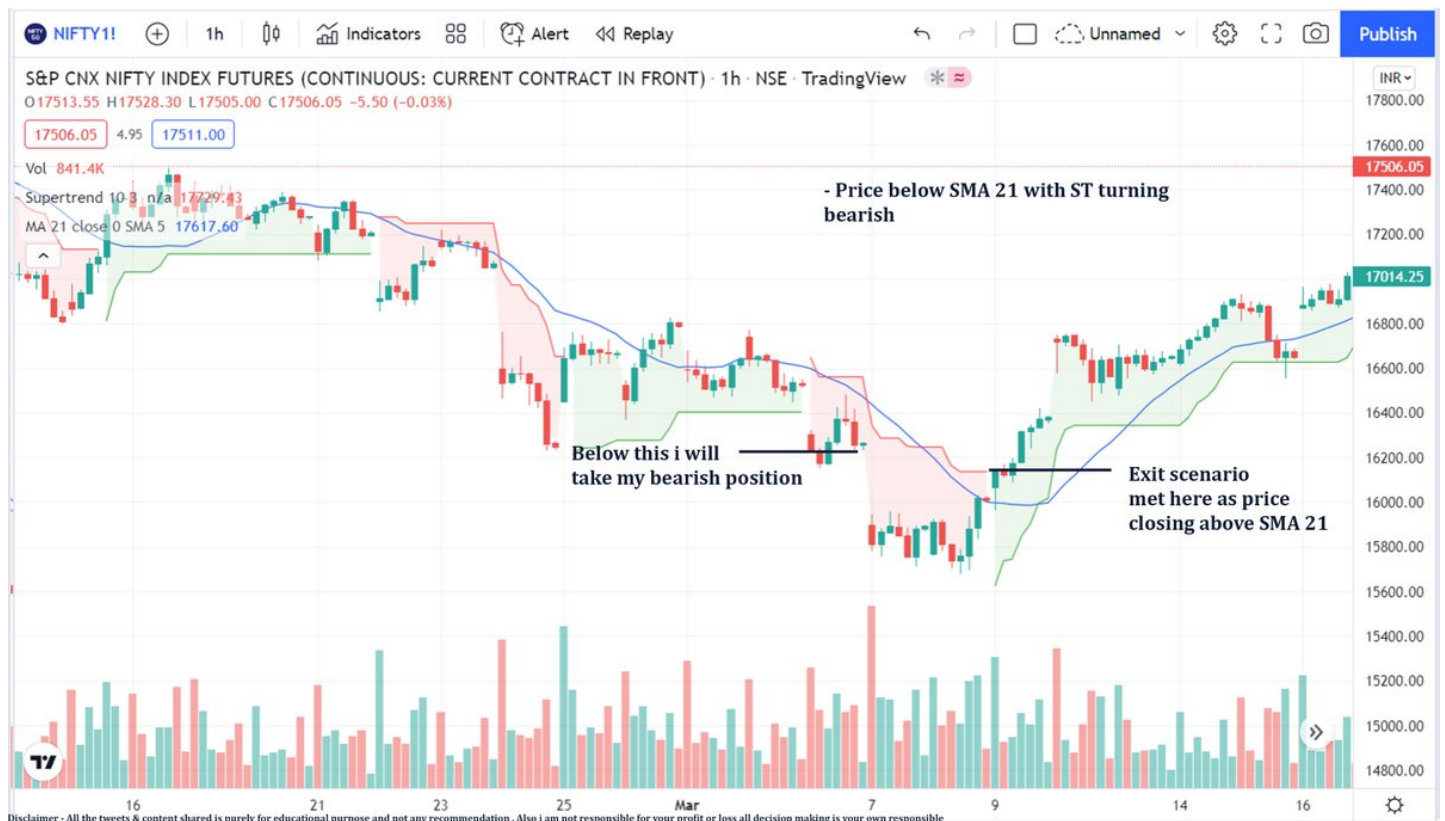 NIFTY 50 NIFTY1! 1h Indicators Alert Replay Unnamed Publish
S&P CNX NIFTY INDEX FUTURES (CONTINUOUS: CURRENT CONTRACT IN FRONT) · 1h · NSE · TradingView
INR
O17513.55 H17528.30 L17505.00 C17506.05 −5.50 (−0.03%)
17506.05 4.95 17511.00
Vol 841.4K
Supertrend 10 3 n/a 17729.43
MA 21 close 0 SMA 5 17617.60
- Price below SMA 21 with ST turning
bearish
Below this i will
take my bearish position
Exit scenario
met here as price
closing above SMA 21
17800.00
17600.00
17506.05
17400.00
17200.00
17014.25
16800.00
16600.00
16400.00
16200.00
16000.00
15800.00
15600.00
15400.00
15200.00
15000.00
14800.00
16 21 23 25 Mar 7 9 14 16
Disclaimer - All the tweets & content shared is purely for educational purpose and not any recommendation . Also i am not responsible for your profit or loss all decision making is your own responsible